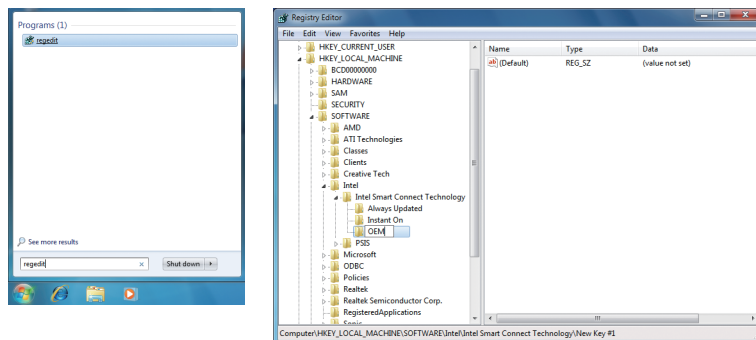 Programs (1)
regedit
See more results
regedit
Shut down
Registry Editor
File Edit View Favorites Help
HKEY_CURRENT_USER
HKEY_LOCAL_MACHINE
BCD00000000
HARDWARE
SAM
SECURITY
SOFTWARE
AMD
ATI Technologies
Classes
Clients
Creative Tech
Intel
Intel Smart Connect Technology
Always Updated
Instant On
OEM
PSIS
Microsoft
ODBC
Policies
Realtek
Realtek Semiconductor Corp.
RegisteredApplications
Sonic
Name Type Data
ab (Default) REG_SZ (value not set)
Computer\HKEY_LOCAL_MACHINE\SOFTWARE\Intel\Intel Smart Connect Technology\New Key #1